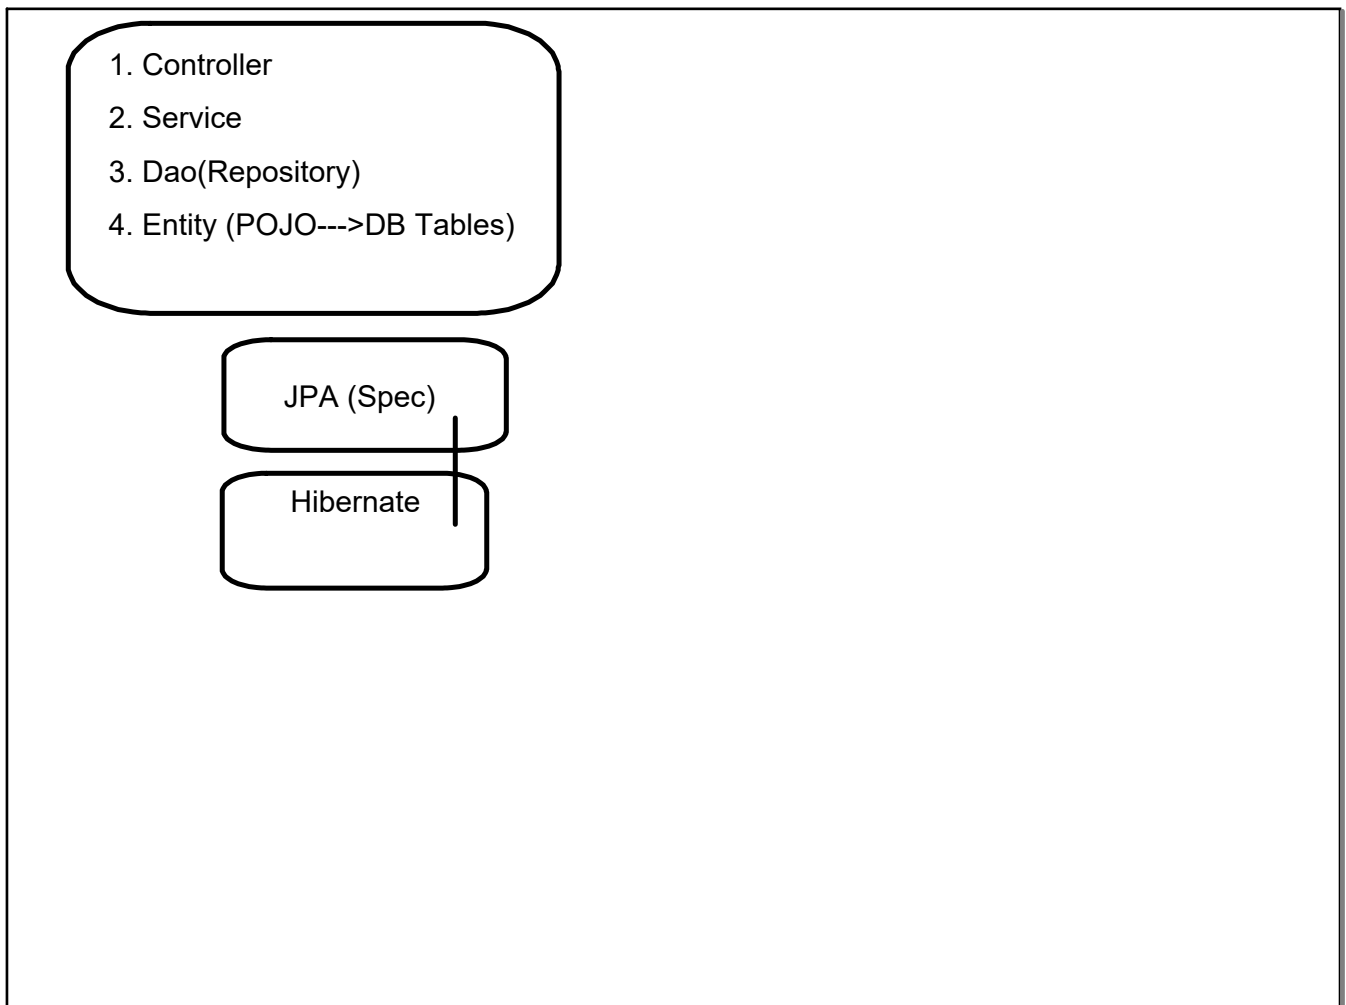 1. Controller
2. Service
3. Dao(Repository)
4. Entity (POJO--->DB Tables)
JPA (Spec)
Hibernate